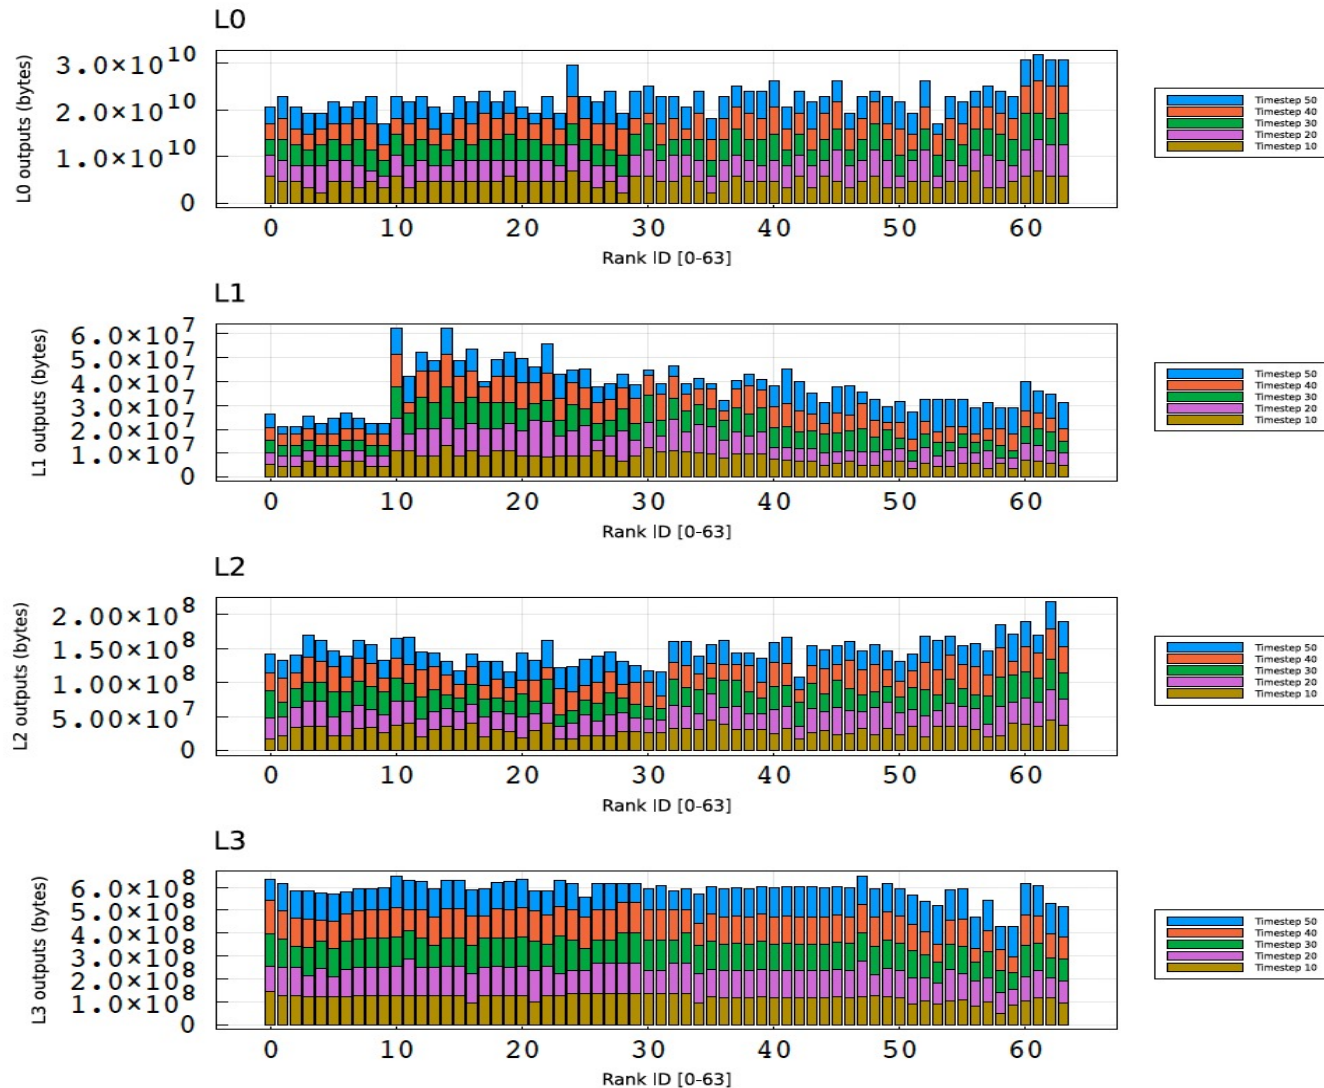 L0
L0 outputs (bytes)
3.0×10^10
2.0×10^10
1.0×10^10
0
0 10 20 30 40 50 60
Rank ID [0-63]
Timestep 50
Timestep 40
Timestep 30
Timestep 20
Timestep 10
L1
L1 outputs (bytes)
6.0×10^7
5.0×10^7
4.0×10^7
3.0×10^7
2.0×10^7
1.0×10^7
0
0 10 20 30 40 50 60
Rank ID [0-63]
Timestep 50
Timestep 40
Timestep 30
Timestep 20
Timestep 10
L2
L2 outputs (bytes)
2.00×10^8
1.50×10^8
1.00×10^8
5.00×10^7
0
0 10 20 30 40 50 60
Rank ID [0-63]
Timestep 50
Timestep 40
Timestep 30
Timestep 20
Timestep 10
L3
L3 outputs (bytes)
6.0×10^8
5.0×10^8
4.0×10^8
3.0×10^8
2.0×10^8
1.0×10^8
0
0 10 20 30 40 50 60
Rank ID [0-63]
Timestep 50
Timestep 40
Timestep 30
Timestep 20
Timestep 10